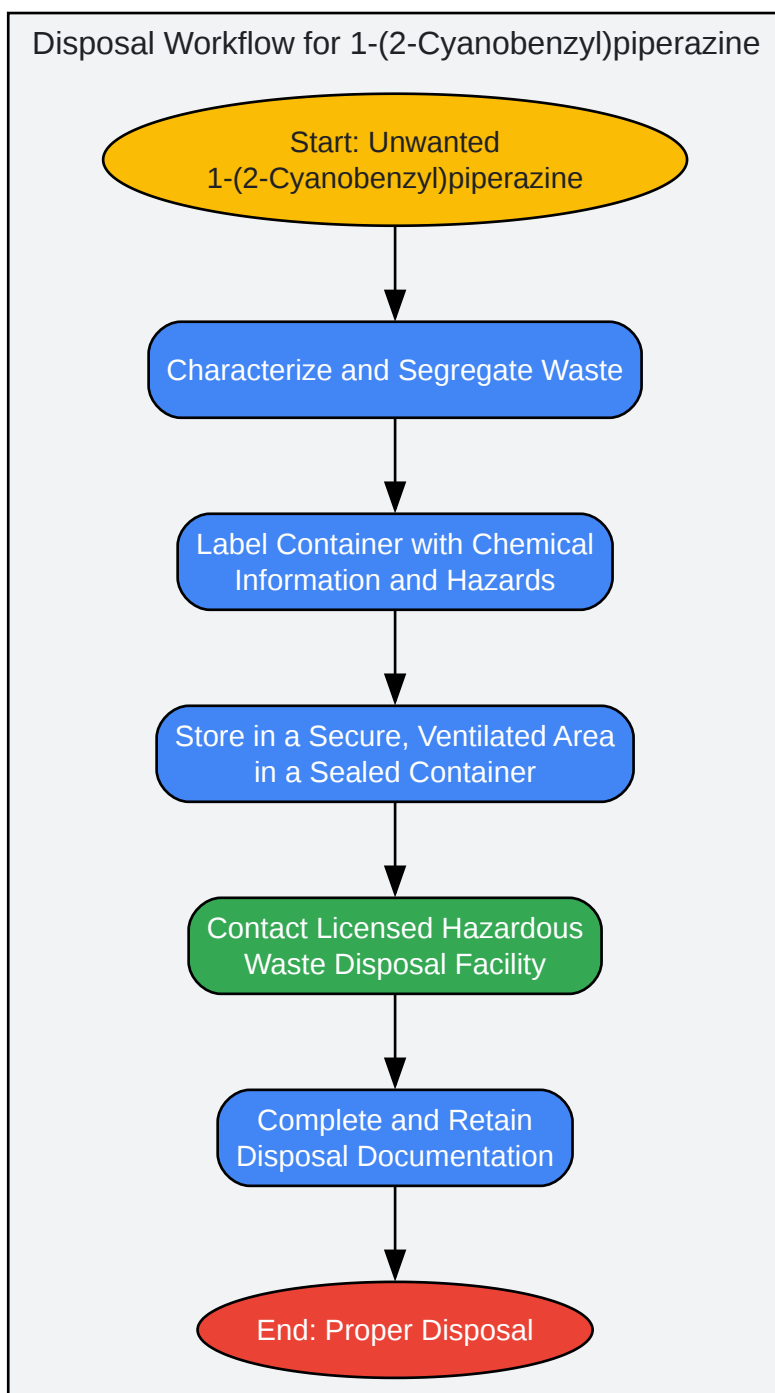 Disposal Workflow for 1-(2-Cyanobenzyl)piperazine
Start: Unwanted
1-(2-Cyanobenzyl)piperazine
Characterize and Segregate Waste
Label Container with Chemical
Information and Hazards
Store in a Secure, Ventilated Area
in a Sealed Container
Contact Licensed Hazardous
Waste Disposal Facility
Complete and Retain
Disposal Documentation
End: Proper Disposal